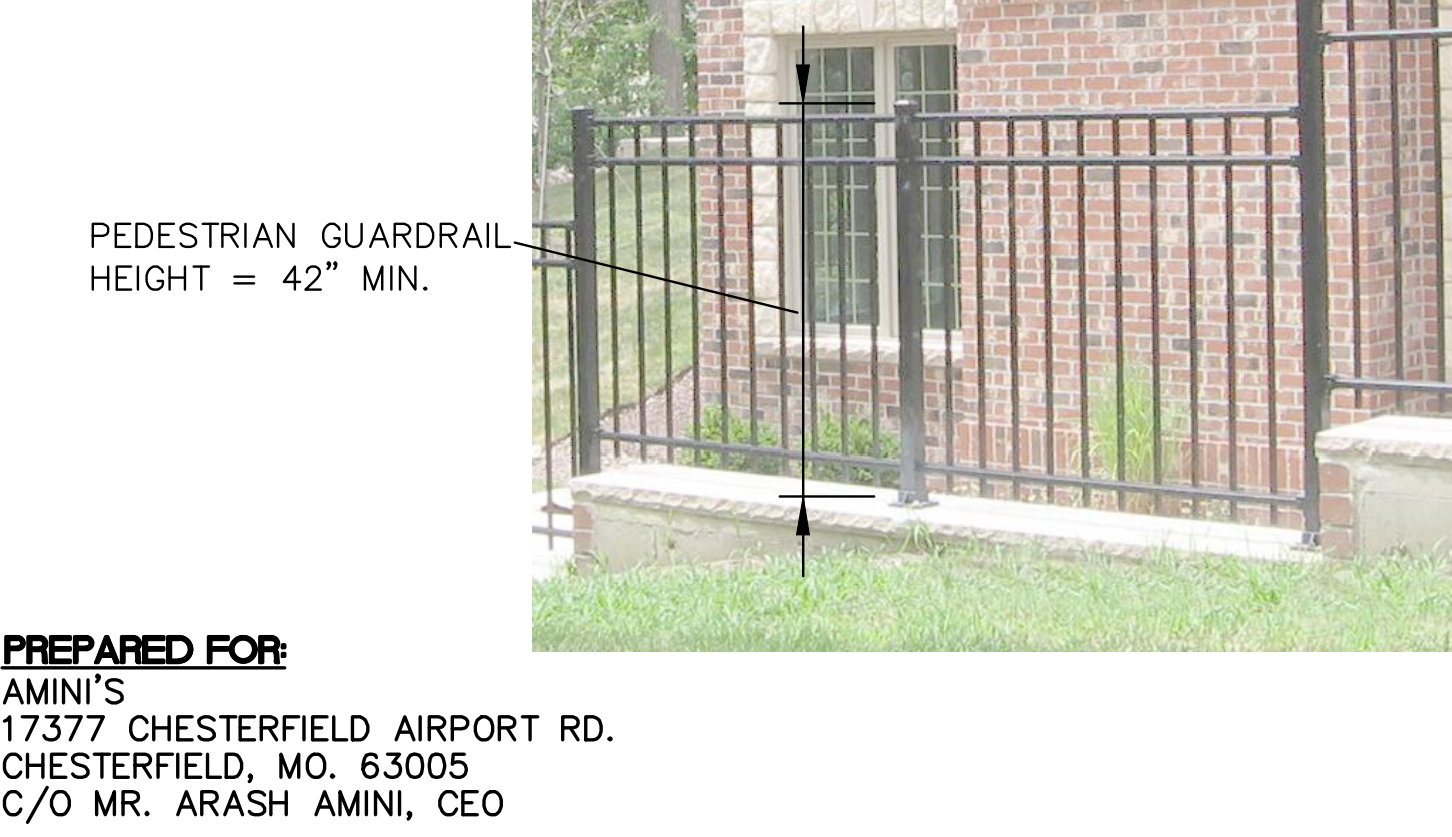 PEDESTRIAN GUARDRAIL
HEIGHT = 42” MIN.
PREPARED FOR:
AMINI’S
17377 CHESTERFIELD AIRPORT RD.
CHESTERFIELD, MO. 63005
C/O MR. ARASH AMINI, CEO